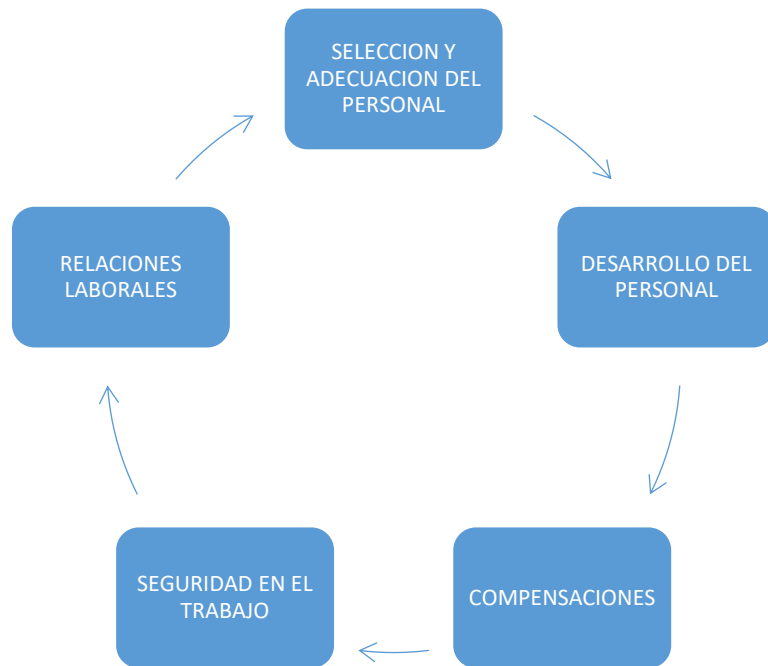 SELECCION Y
ADECUACION DEL
PERSONAL
DESARROLLO DEL
PERSONAL
COMPENSACIONES
SEGURIDAD EN EL
TRABAJO
RELACIONES
LABORALES